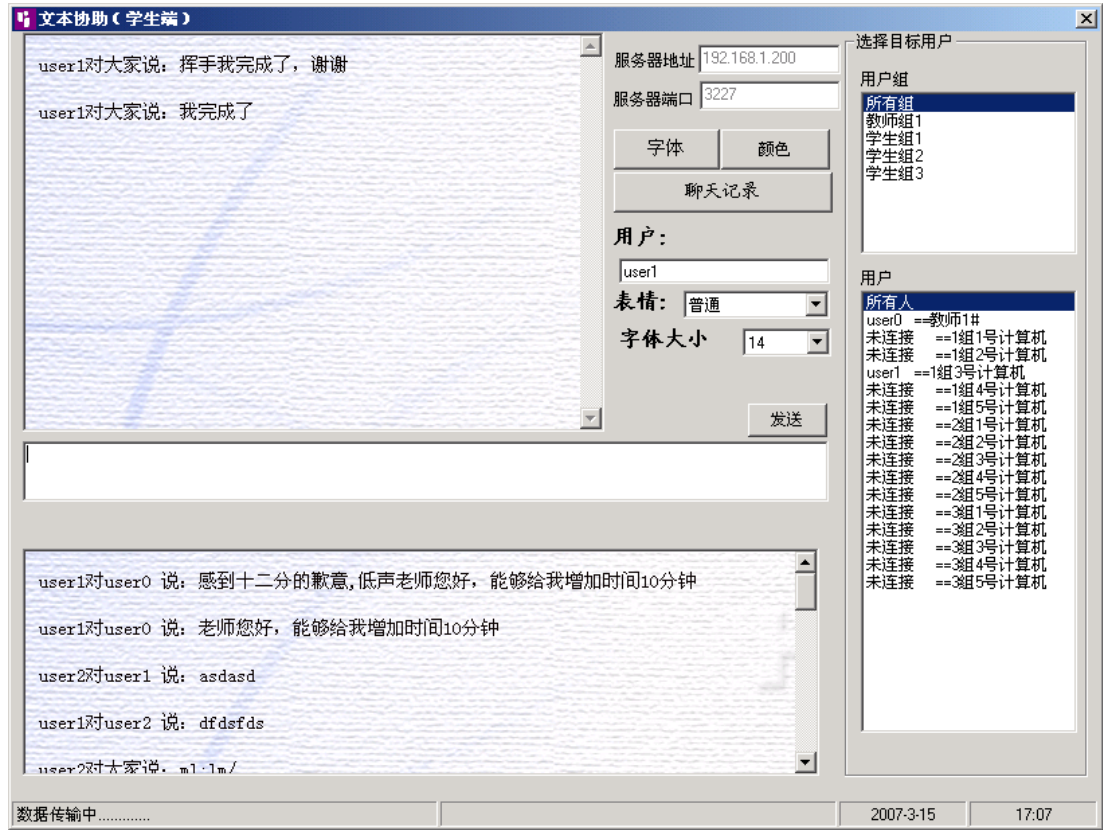 文本协助（学生端）
user1对大家说：挥手我完成了，谢谢
user1对大家说：我完成了
服务器地址 192.168.1.200
服务器端口 3227
字体 颜色
聊天记录
用户：
user1
表情： 普通
字体大小 14
发送
选择目标用户
用户组
所有组
教师组1
学生组1
学生组2
学生组3
用户
所有人
user0 ==教师1#
未连接 ==1组1号计算机
未连接 ==1组2号计算机
user1 ==1组3号计算机
未连接 ==1组4号计算机
未连接 ==1组5号计算机
未连接 ==2组1号计算机
未连接 ==2组2号计算机
未连接 ==2组3号计算机
未连接 ==2组4号计算机
未连接 ==2组5号计算机
未连接 ==3组1号计算机
未连接 ==3组2号计算机
未连接 ==3组3号计算机
未连接 ==3组4号计算机
未连接 ==3组5号计算机
user1对user0 说：感到十二分的歉意,低声老师您好，能够给我增加时间10分钟
user1对user0 说：老师您好，能够给我增加时间10分钟
user2对user1 说：asdasd
user1对user2 说：dfdsfds
user2对大家说：
数据传输中.............
2007-3-15 17:07